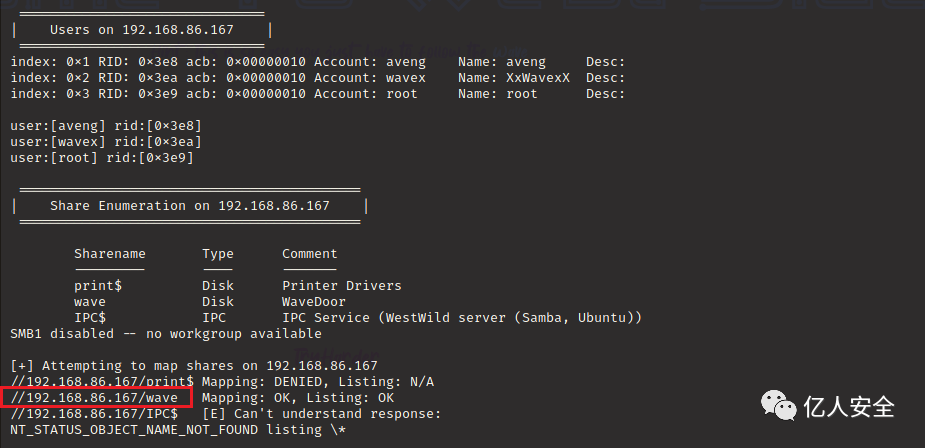 | Users on 192.168.86.167 |
index: 0×1 RID: 0×3e8 acb: 0×00000010 Account: aveng Name: aveng Desc:
index: 0×2 RID: 0×3ea acb: 0×00000010 Account: wavex Name: XxWavexX Desc:
index: 0×3 RID: 0×3e9 acb: 0×00000010 Account: root Name: root Desc:
user:[aveng] rid:[0×3e8]
user:[wavex] rid:[0×3ea]
user:[root] rid:[0×3e9]
| Share Enumeration on 192.168.86.167 |
Sharename Type Comment
print$ Disk Printer Drivers
wave Disk WaveDoor
IPC$ IPC IPC Service (WestWild server (Samba, Ubuntu))
SMB1 disabled -- no workgroup available
[+] Attempting to map shares on 192.168.86.167
//192.168.86.167/print$ Mapping: DENIED, Listing: N/A
//192.168.86.167/wave Mapping: OK, Listing: OK
//192.168.86.167/IPC$ [E] Can't understand response:
NT_STATUS_OBJECT_NAME_NOT_FOUND listing \*
亿人安全